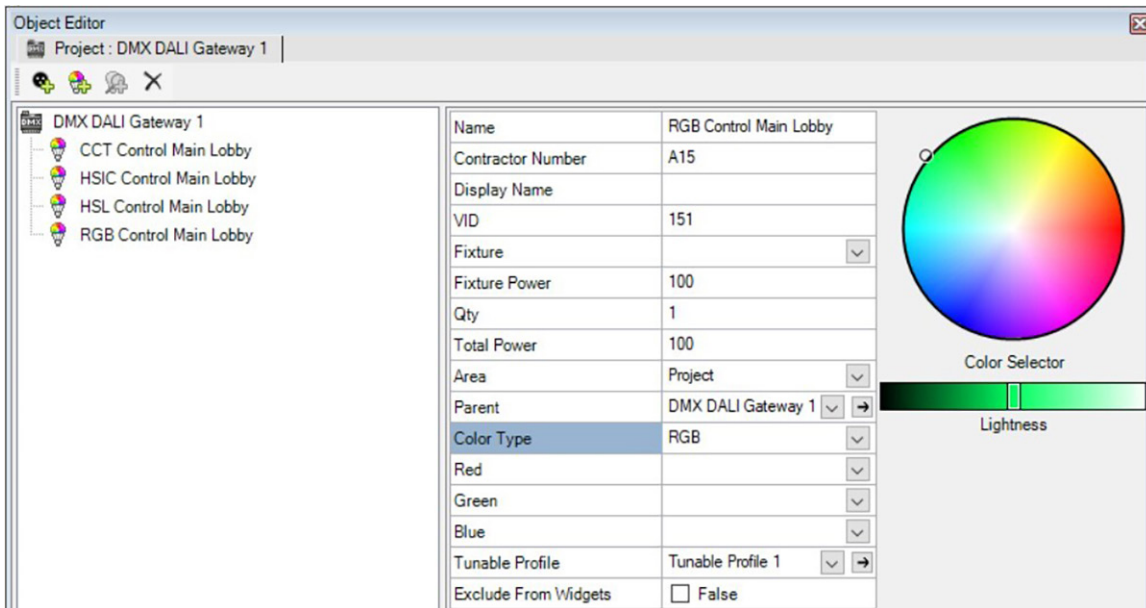 Object Editor
Project : DMX DALI Gateway 1
DMX DALI Gateway 1
CCT Control Main Lobby
HSIC Control Main Lobby
HSL Control Main Lobby
RGB Control Main Lobby
Name RGB Control Main Lobby
Contractor Number A15
Display Name
VID 151
Fixture
Fixture Power 100
Qty 1
Total Power 100
Area Project
Parent DMX DALI Gateway 1
Color Type RGB
Red
Green
Blue
Tunable Profile Tunable Profile 1
Exclude From Widgets False
Color Selector
Lightness